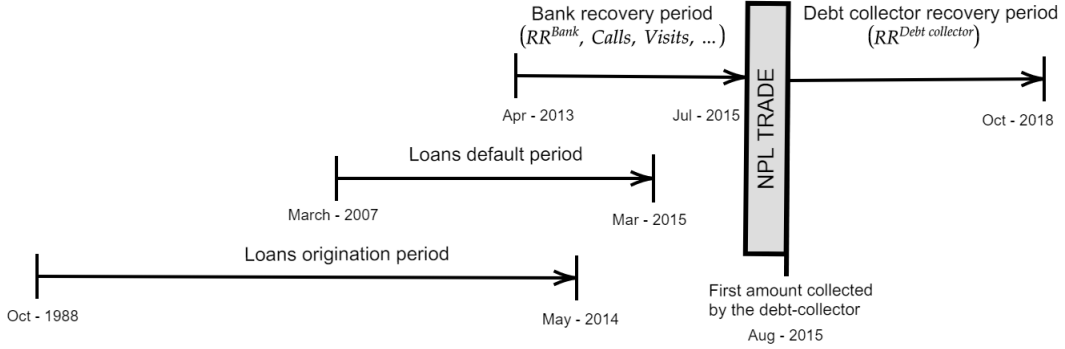 Bank recovery period
(RR^Bank, Calls, Visits, ...)
Debt collector recovery period
(RR^Debt collector)
Apr - 2013
Jul - 2015
Oct - 2018
NPL TRADE
Loans default period
March - 2007
Mar - 2015
Loans origination period
Oct - 1988
May - 2014
First amount collected
by the debt-collector
Aug - 2015